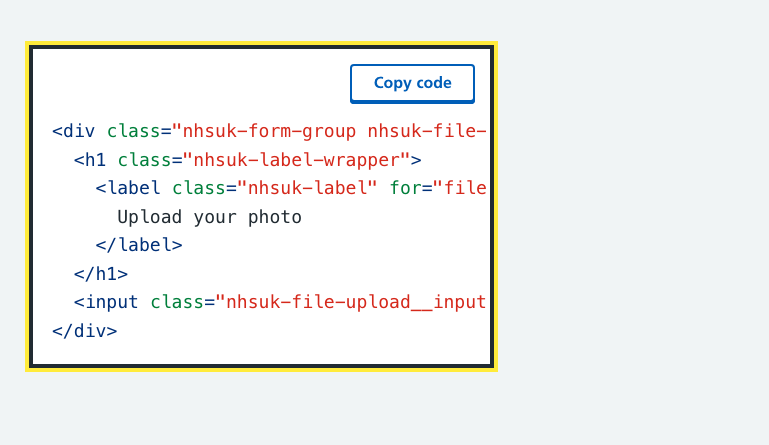 Copy code
<div class="nhsuk-form-group nhsuk-file-
<h1 class="nhsuk-label-wrapper">
<label class="nhsuk-label" for="file
Upload your photo
</label>
</h1>
<input class="nhsuk-file-upload__input
</div>